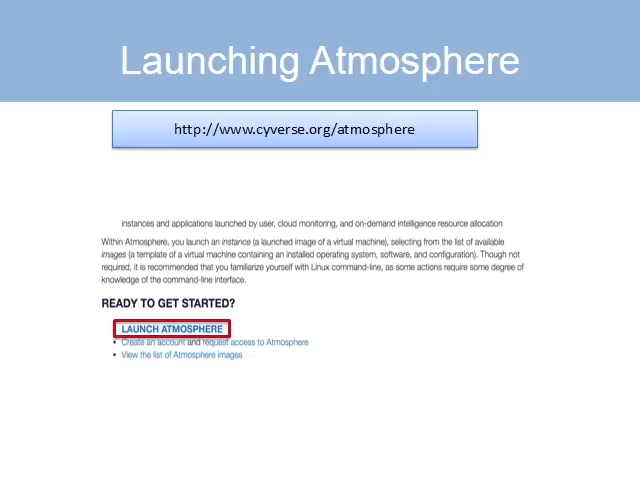 Launching Atmosphere
http://www.cyverse.org/atmosphere
instances and applications launched by user, cloud monitoring, and on-demand intelligence resource allocation
Within Atmosphere, you launch an instance (a launched image of a virtual machine), selecting from the list of available
images (a template of a virtual machine containing an installed operating system, software, and configuration). Though not
required, it is recommended that you familiarize yourself with Linux command-line, as some actions require some degree of
knowledge of the command-line interface.
READY TO GET STARTED?
LAUNCH ATMOSPHERE
• Create an account and request access to Atmosphere
• View the list of Atmosphere images